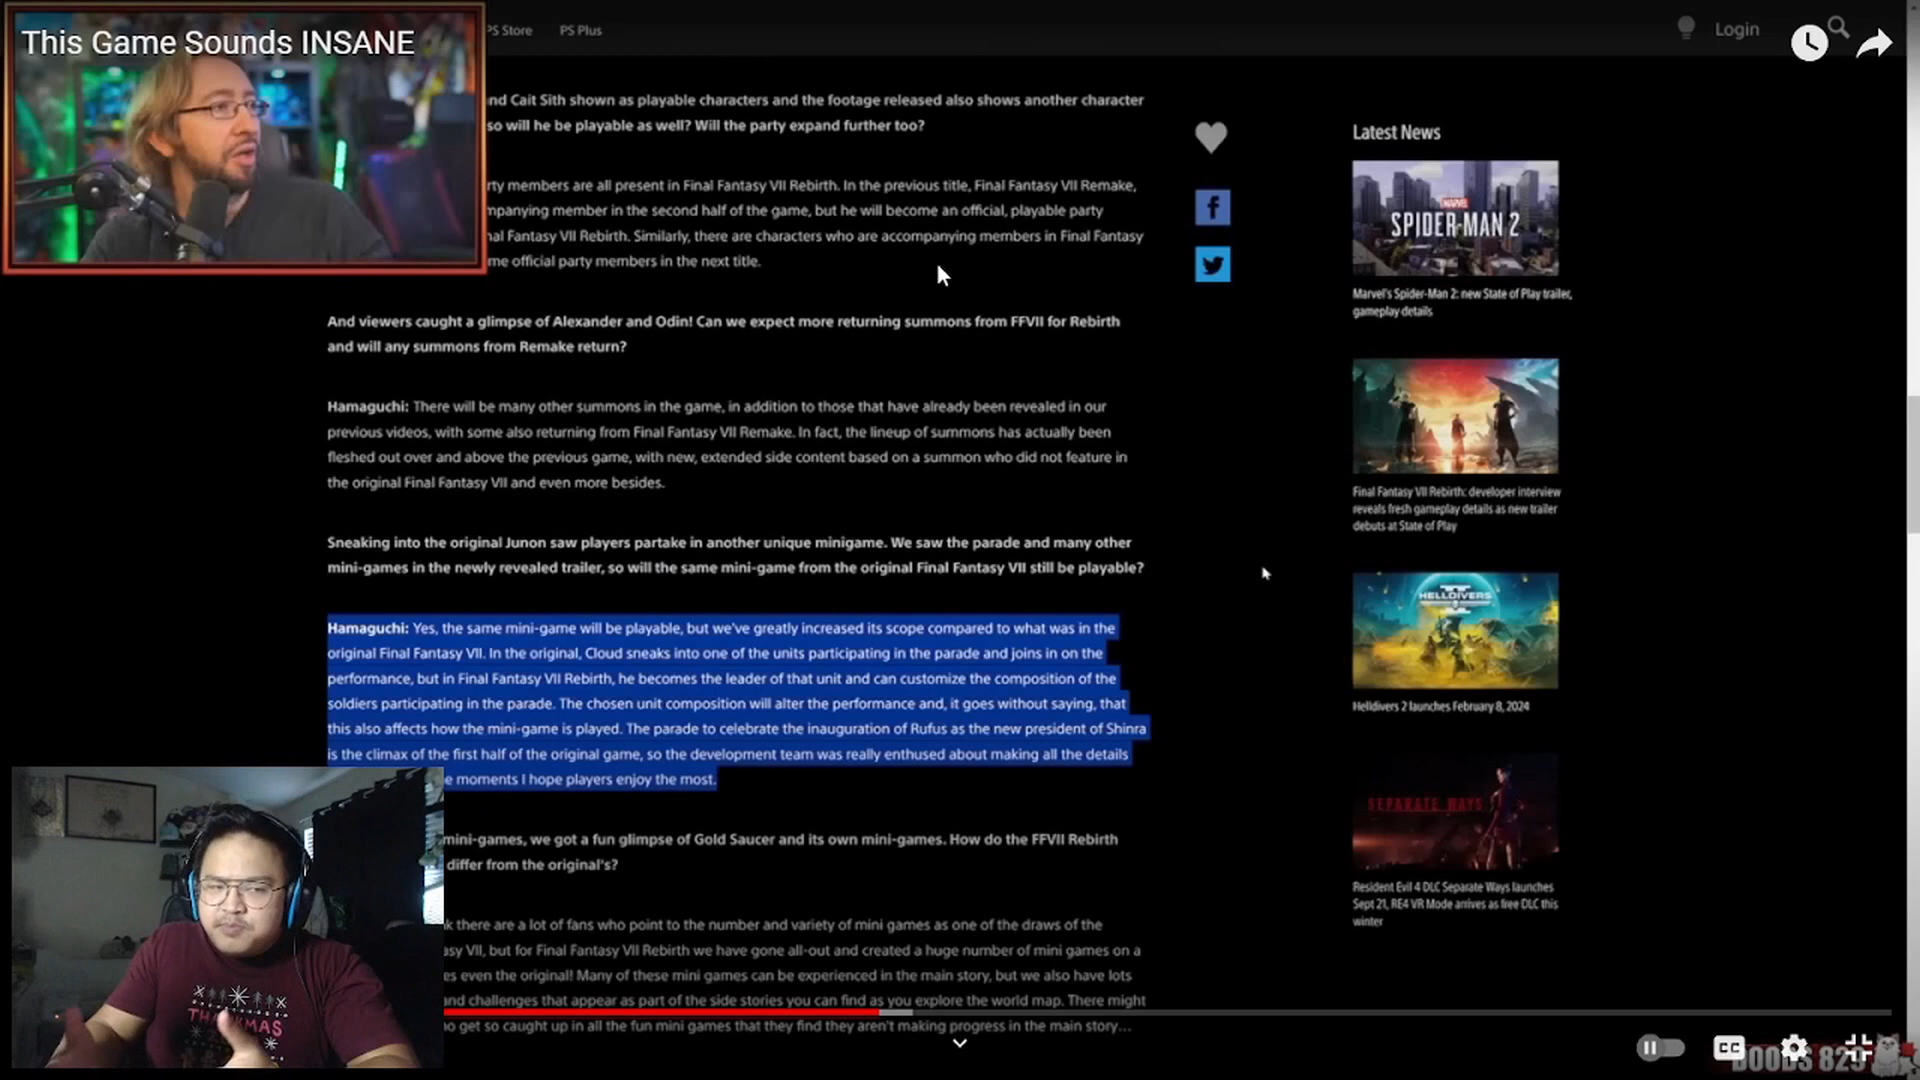 This Game Sounds INSANE
PS Store
PS Plus
Login
nd Cait Sith shown as playable characters and the footage released also shows another character
so will he be playable as well? Will the party expand further too?
rty members are all present in Final Fantasy VII Rebirth. In the previous title, Final Fantasy VII Remake,
mpanying member in the second half of the game, but he will become an official, playable party
nal Fantasy VII Rebirth. Similarly, there are characters who are accompanying members in Final Fantasy
me official party members in the next title.
And viewers caught a glimpse of Alexander and Odin! Can we expect more returning summons from FFVII for Rebirth
and will any summons from Remake return?
Hamaguchi: There will be many other summons in the game, in addition to those that have already been revealed in our
previous videos, with some also returning from Final Fantasy VII Remake. In fact, the lineup of summons has actually been
fleshed out over and above the previous game, with new, extended side content based on a summon who did not feature in
the original Final Fantasy VII and even more besides.
Sneaking into the original Junon saw players partake in another unique minigame. We saw the parade and many other
mini-games in the newly revealed trailer, so will the same mini-game from the original Final Fantasy VII still be playable?
Hamaguchi: Yes, the same mini-game will be playable, but we've greatly increased its scope compared to what was in the
original Final Fantasy VII. In the original, Cloud sneaks into one of the units participating in the parade and joins in on the
performance, but in Final Fantasy VII Rebirth, he becomes the leader of that unit and can customize the composition of the
soldiers participating in the parade. The chosen unit composition will alter the performance and, it goes without saying, that
this also affects how the mini-game is played. The parade to celebrate the inauguration of Rufus as the new president of Shinra
is the climax of the first half of the original game, so the development team was really enthused about making all the details
e moments I hope players enjoy the most.
mini-games, we got a fun glimpse of Gold Saucer and its own mini-games. How do the FFVII Rebirth
differ from the original's?
k there are a lot of fans who point to the number and variety of mini games as one of the draws of the
asy VII, but for Final Fantasy VII Rebirth we have gone all-out and created a huge number of mini games on a
es even the original! Many of these mini games can be experienced in the main story, but we also have lots
and challenges that appear as part of the side stories you can find as you explore the world map. There might
o get so caught up in all the fun mini games that they find they aren't making progress in the main story...
Latest News
MARVEL
SPIDER-MAN 2
Marvel's Spider-Man 2: new State of Play trailer,
gameplay details
Final Fantasy VII Rebirth: developer interview
reveals fresh gameplay details as new trailer
debuts at State of Play
HELLDIVERS
II
Helldivers 2 launches February 8, 2024
SEPARATE WAYS
Resident Evil 4 DLC Separate Ways launches
Sept 21, RE4 VR Mode arrives as free DLC this
winter
CC
DOODS 829